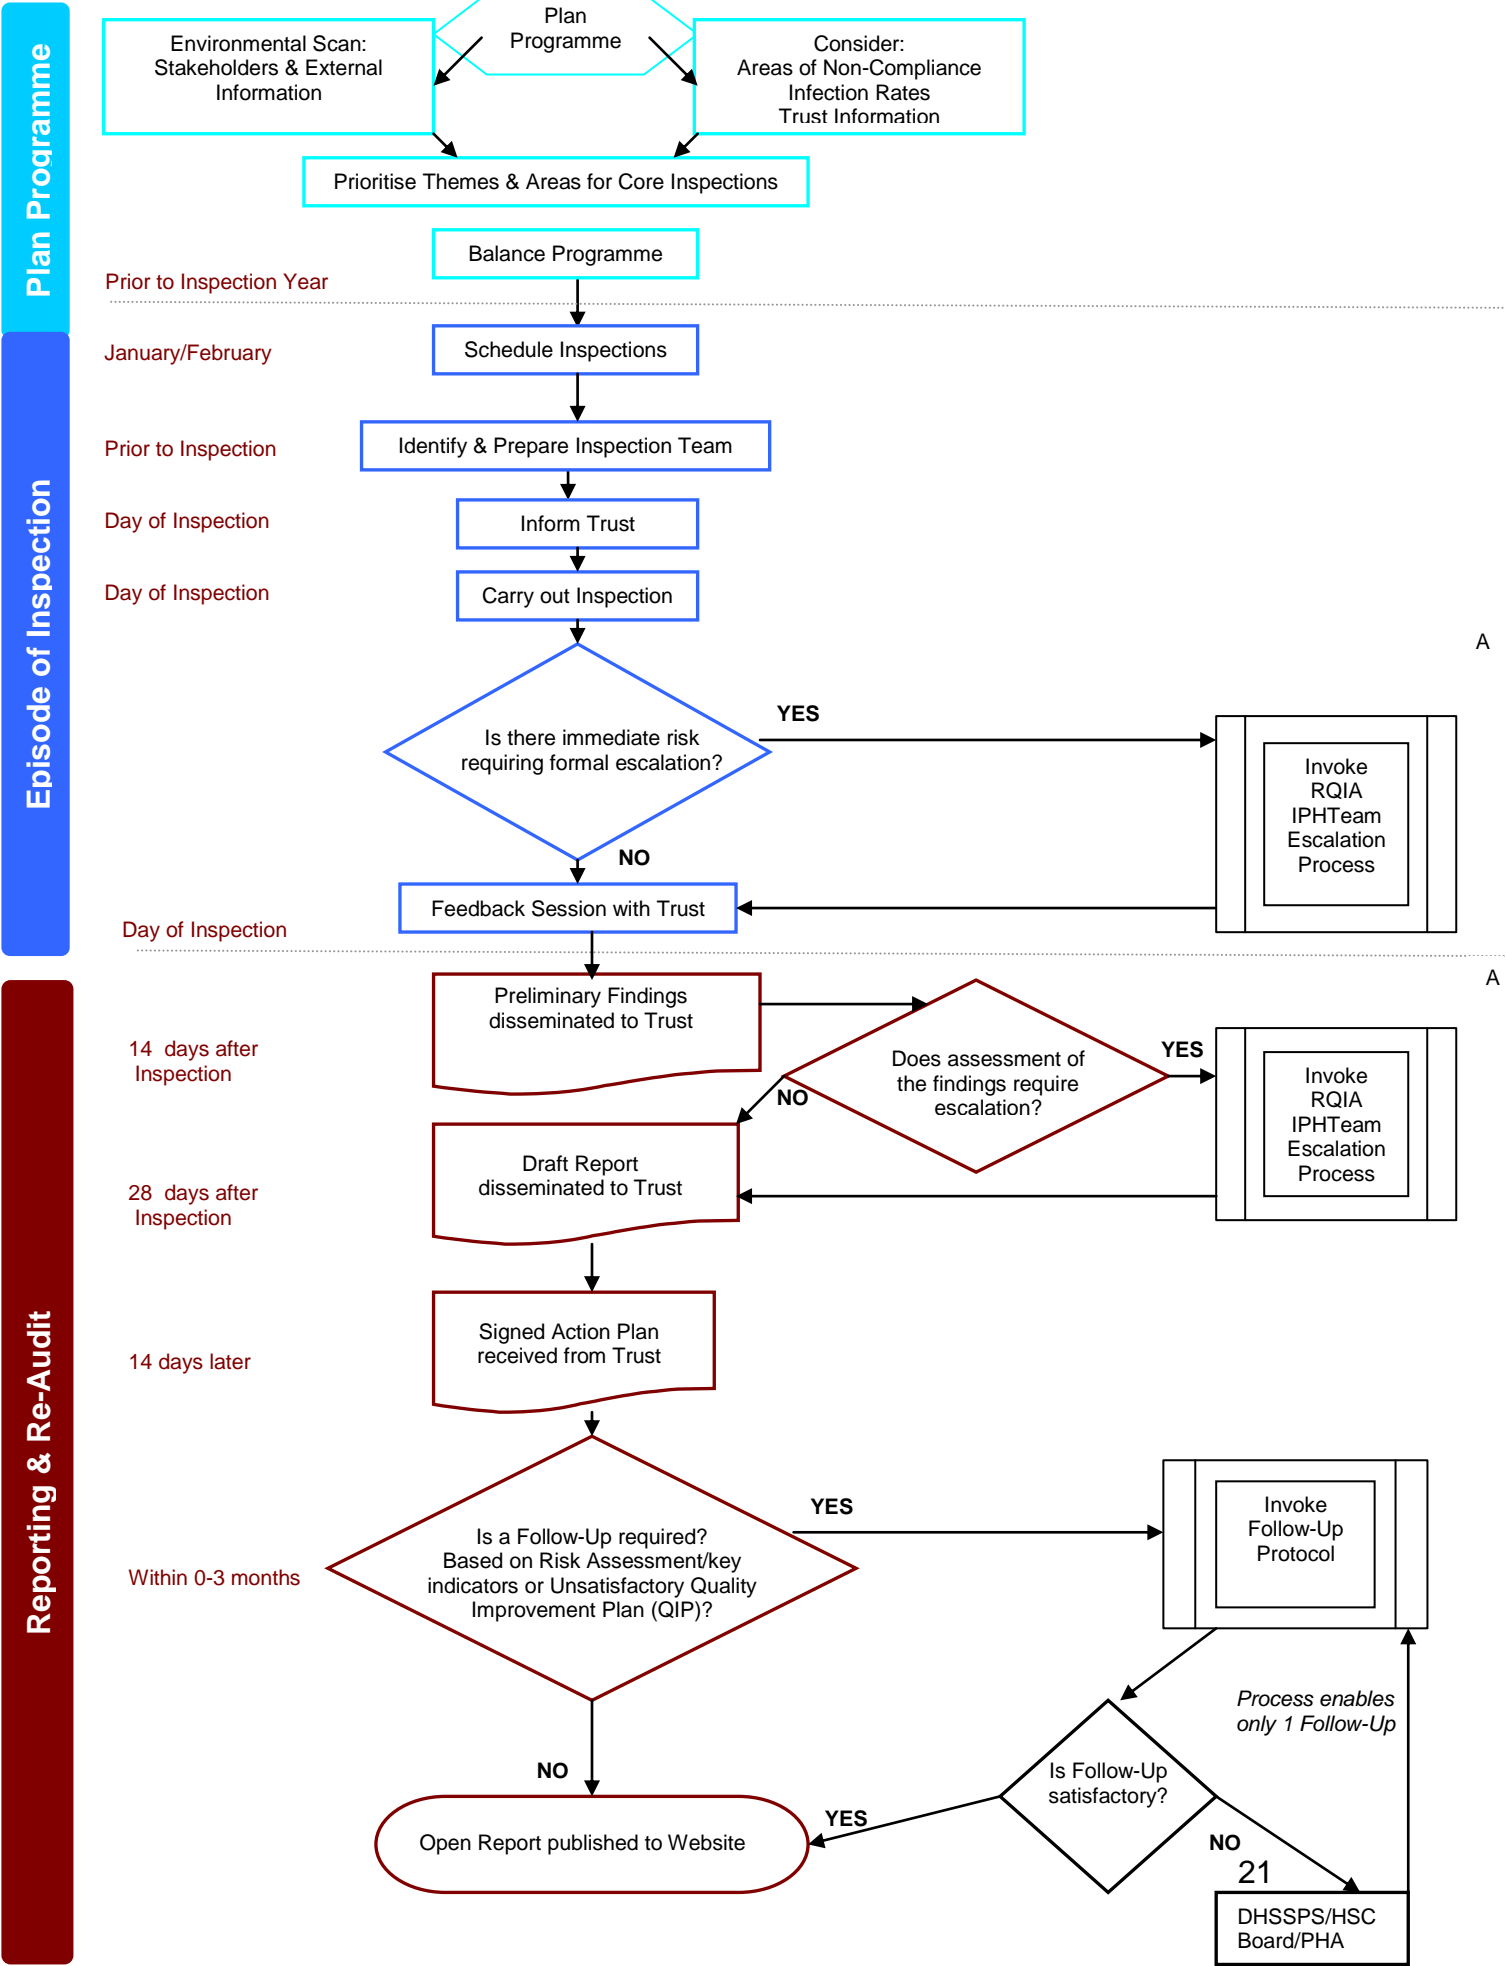 Plan Programme
Plan
Programme
Environmental Scan:
Stakeholders & External
Information
Consider:
Areas of Non-Compliance
Infection Rates
Trust Information
Prioritise Themes & Areas for Core Inspections
Balance Programme
Prior to Inspection Year
Episode of Inspection
January/February
Schedule Inspections
Prior to Inspection
Identify & Prepare Inspection Team
Day of Inspection
Inform Trust
Day of Inspection
Carry out Inspection
A
Is there immediate risk
requiring formal escalation?
YES
Invoke
RQIA
IPHTeam
Escalation
Process
NO
Feedback Session with Trust
Day of Inspection
A
Reporting & Re-Audit
Preliminary Findings
disseminated to Trust
14 days after
Inspection
Does assessment of
the findings require
escalation?
YES
NO
Invoke
RQIA
IPHTeam
Escalation
Process
Draft Report
disseminated to Trust
28 days after
Inspection
Signed Action Plan
received from Trust
14 days later
Is a Follow-Up required?
Based on Risk Assessment/key
indicators or Unsatisfactory Quality
Improvement Plan (QIP)?
Within 0-3 months
YES
Invoke
Follow-Up
Protocol
Process enables
only 1 Follow-Up
NO
Is Follow-Up
satisfactory?
YES
Open Report published to Website
NO
21
DHSSPS/HSC
Board/PHA